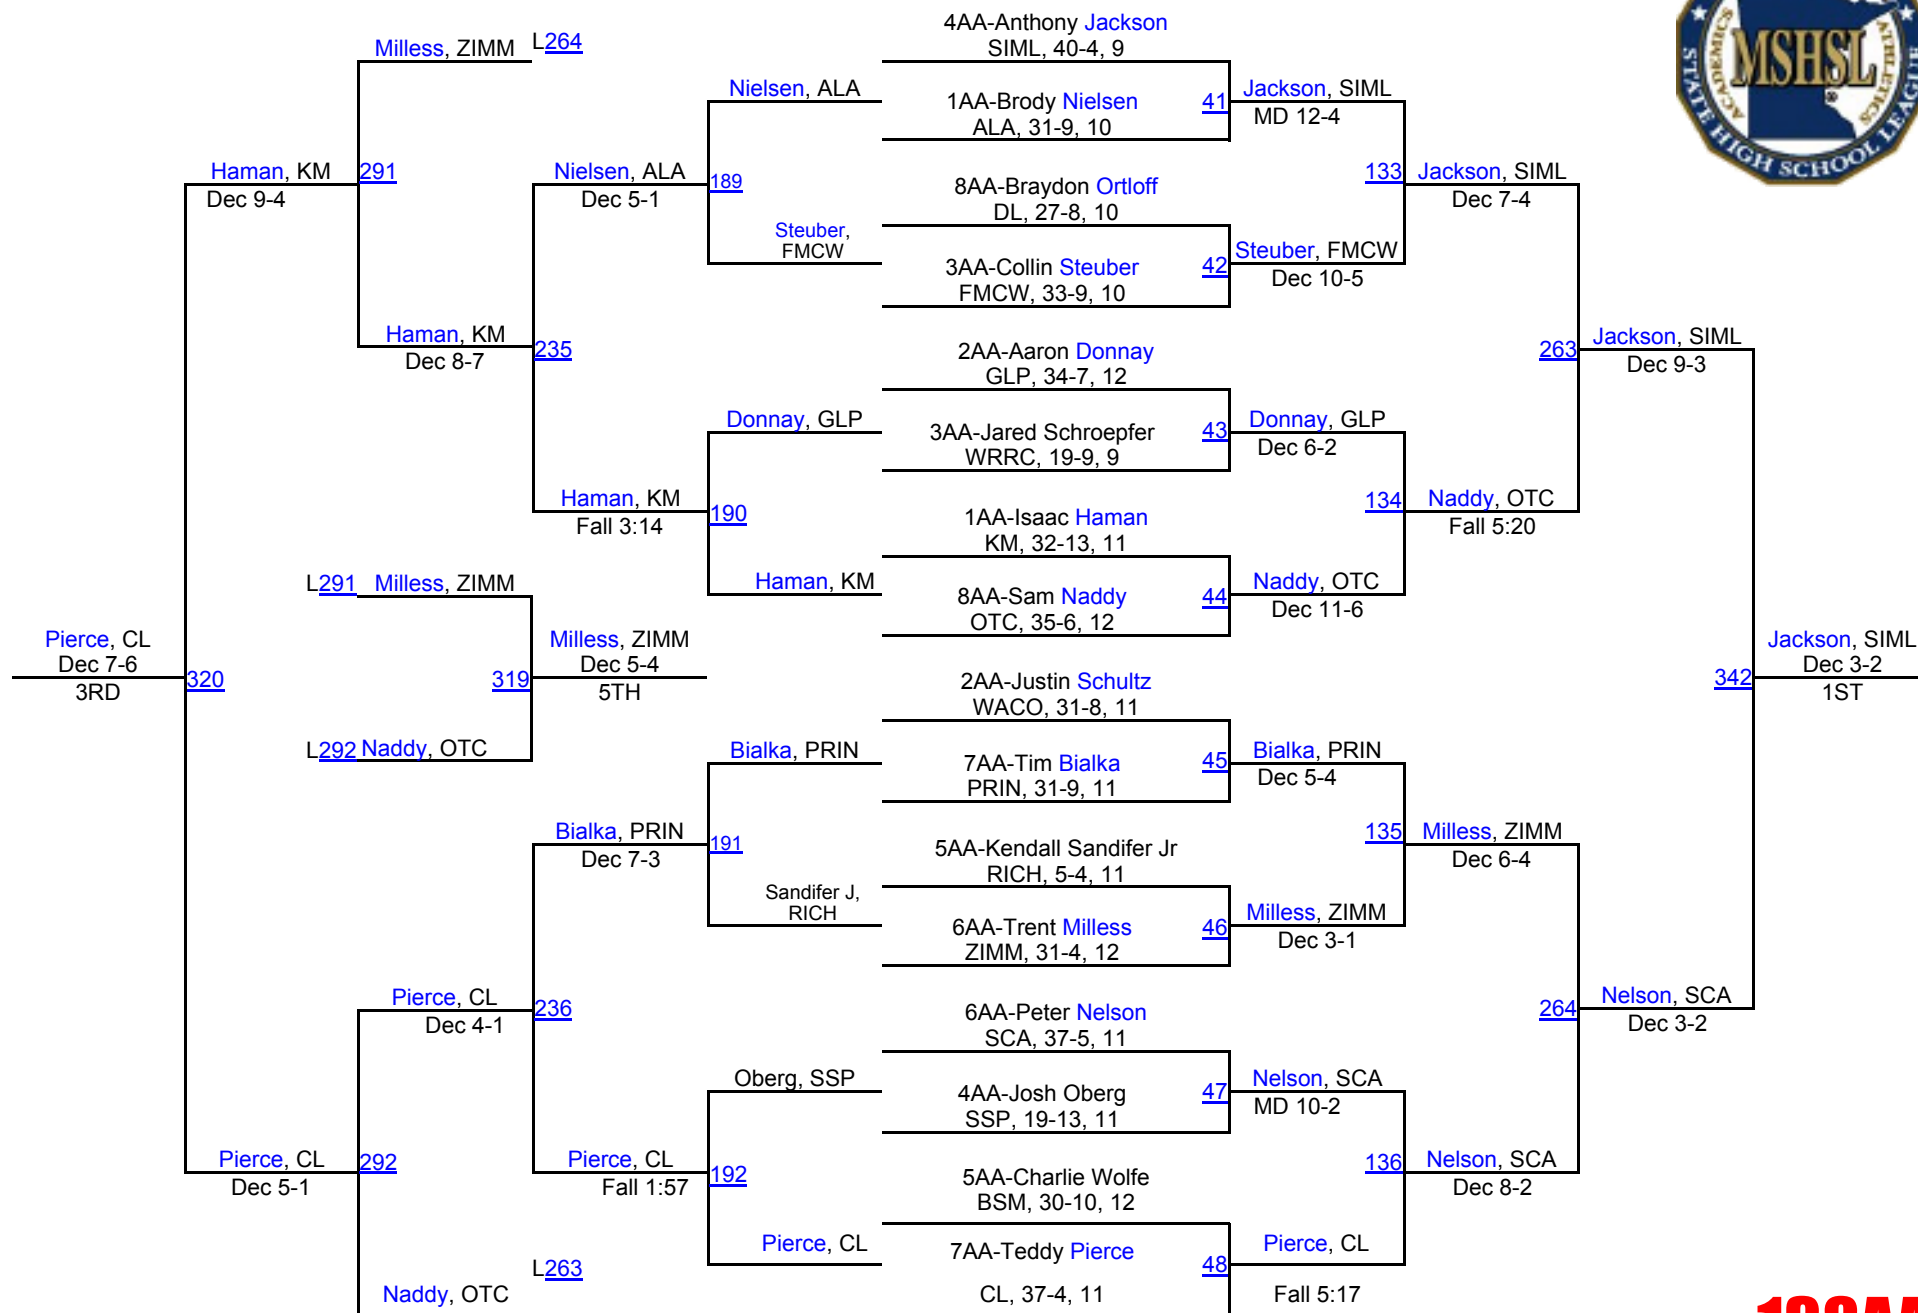 4AA-Anthony Jackson
SIML, 40-4, 9
Milless, ZIMM L264
Nielsen, ALA
1AA-Brody Nielsen
ALA, 31-9, 10
41
Jackson, SIML
MD 12-4
MSHSL
ACADEMICS
ATHLETICS
STATE HIGH SCHOOL LEAGUE
Haman, KM
Dec 9-4
291
Nielsen, ALA
Dec 5-1
189
8AA-Braydon Ortloff
DL, 27-8, 10
133
Jackson, SIML
Dec 7-4
Steuber,
FMCW
3AA-Collin Steuber
FMCW, 33-9, 10
42
Steuber, FMCW
Dec 10-5
Haman, KM
Dec 8-7
235
2AA-Aaron Donnay
GLP, 34-7, 12
263
Jackson, SIML
Dec 9-3
Donnay, GLP
3AA-Jared Schroepfer
WRRC, 19-9, 9
43
Donnay, GLP
Dec 6-2
Haman, KM
Fall 3:14
190
1AA-Isaac Haman
KM, 32-13, 11
134
Naddy, OTC
Fall 5:20
L291 Milless, ZIMM
Haman, KM
8AA-Sam Naddy
OTC, 35-6, 12
44
Naddy, OTC
Dec 11-6
Pierce, CL
Dec 7-6
3RD
320
319
Milless, ZIMM
Dec 5-4
5TH
2AA-Justin Schultz
WACO, 31-8, 11
342
Jackson, SIML
Dec 3-2
1ST
L292 Naddy, OTC
Bialka, PRIN
7AA-Tim Bialka
PRIN, 31-9, 11
45
Bialka, PRIN
Dec 5-4
Bialka, PRIN
Dec 7-3
191
5AA-Kendall Sandifer Jr
RICH, 5-4, 11
135
Milless, ZIMM
Dec 6-4
Sandifer J,
RICH
6AA-Trent Milless
ZIMM, 31-4, 12
46
Milless, ZIMM
Dec 3-1
Pierce, CL
Dec 4-1
236
6AA-Peter Nelson
SCA, 37-5, 11
264
Nelson, SCA
Dec 3-2
Oberg, SSP
4AA-Josh Oberg
SSP, 19-13, 11
47
Nelson, SCA
MD 10-2
Pierce, CL
Dec 5-1
292
Pierce, CL
Fall 1:57
192
5AA-Charlie Wolfe
BSM, 30-10, 12
136
Nelson, SCA
Dec 8-2
Pierce, CL
7AA-Teddy Pierce
CL, 37-4, 11
48
Pierce, CL
Fall 5:17
L263
Naddy, OTC